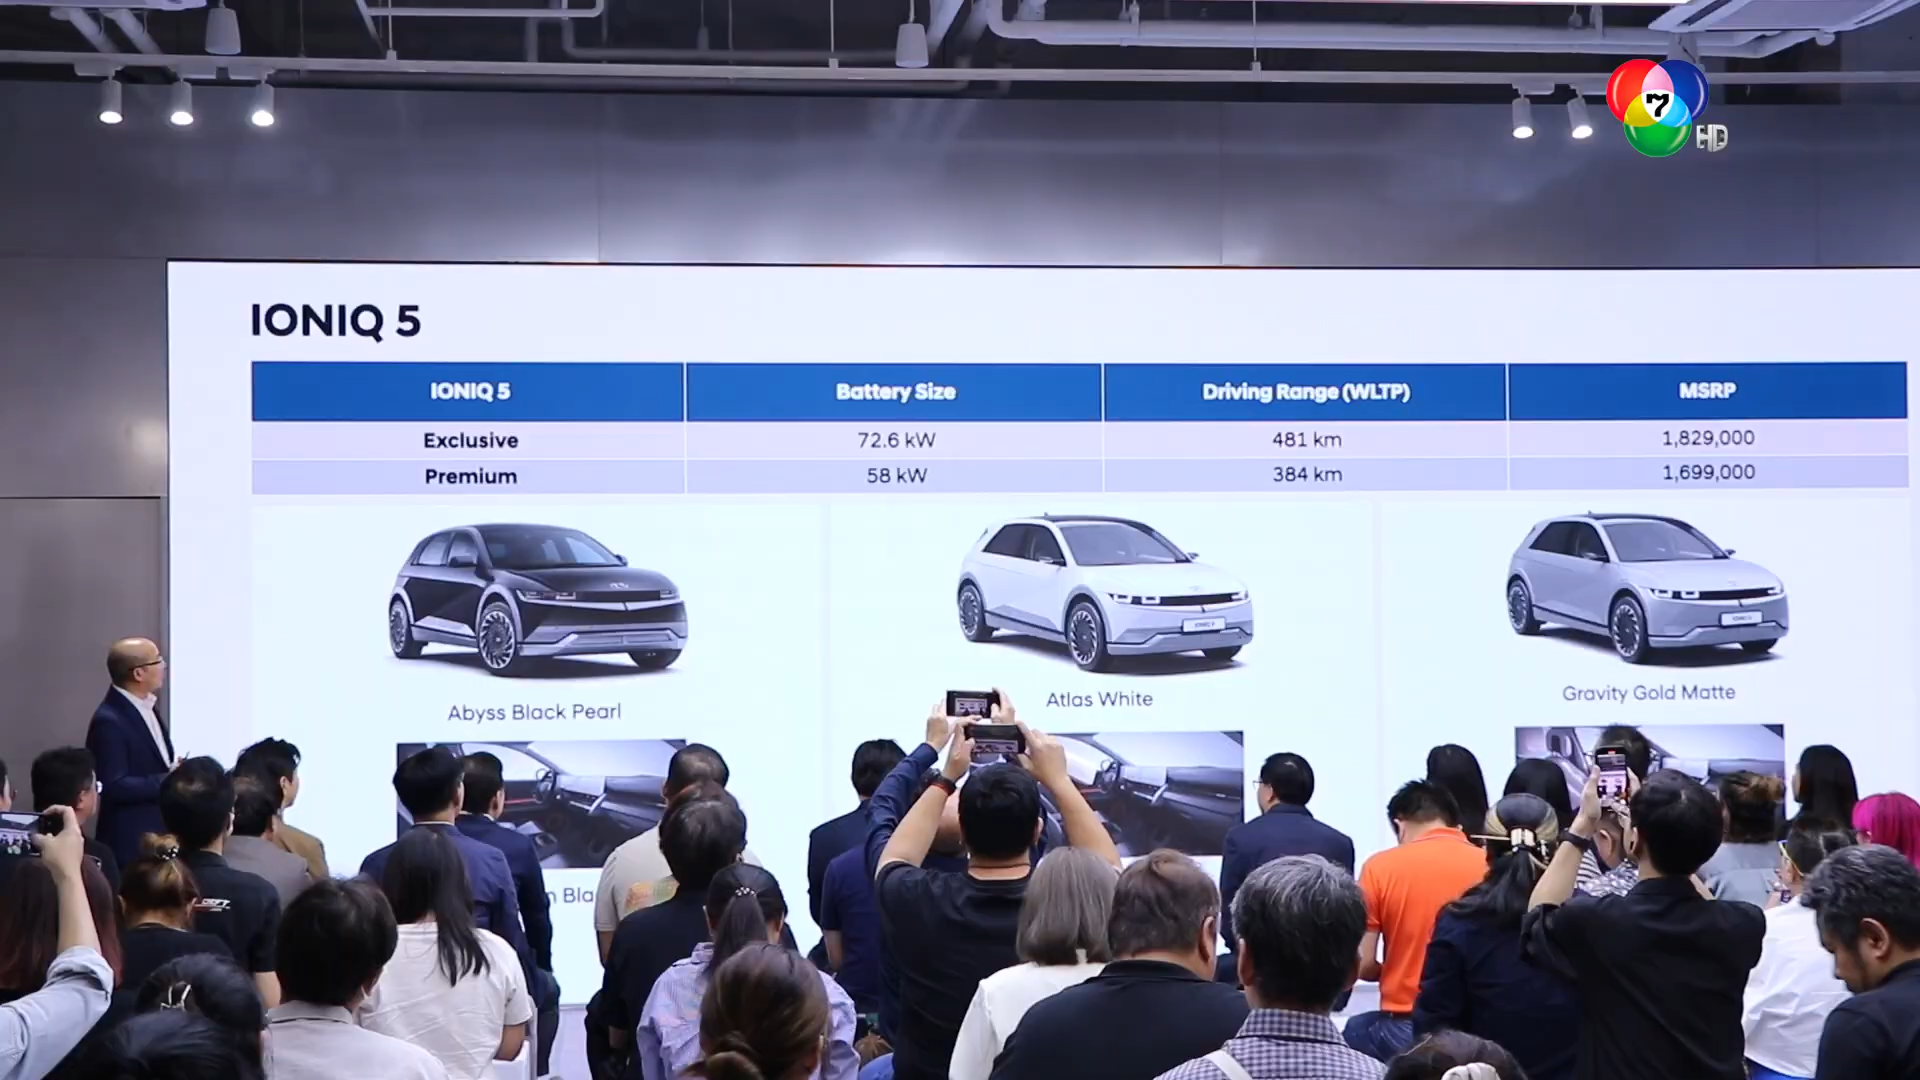 7
HD
IONIQ 5
IONIQ 5 Battery Size Driving Range (WLTP) MSRP
Exclusive 72.6 kW 481 km 1,829,000
Premium 58 kW 384 km 1,699,000
Abyss Black Pearl
Atlas White
Gravity Gold Matte